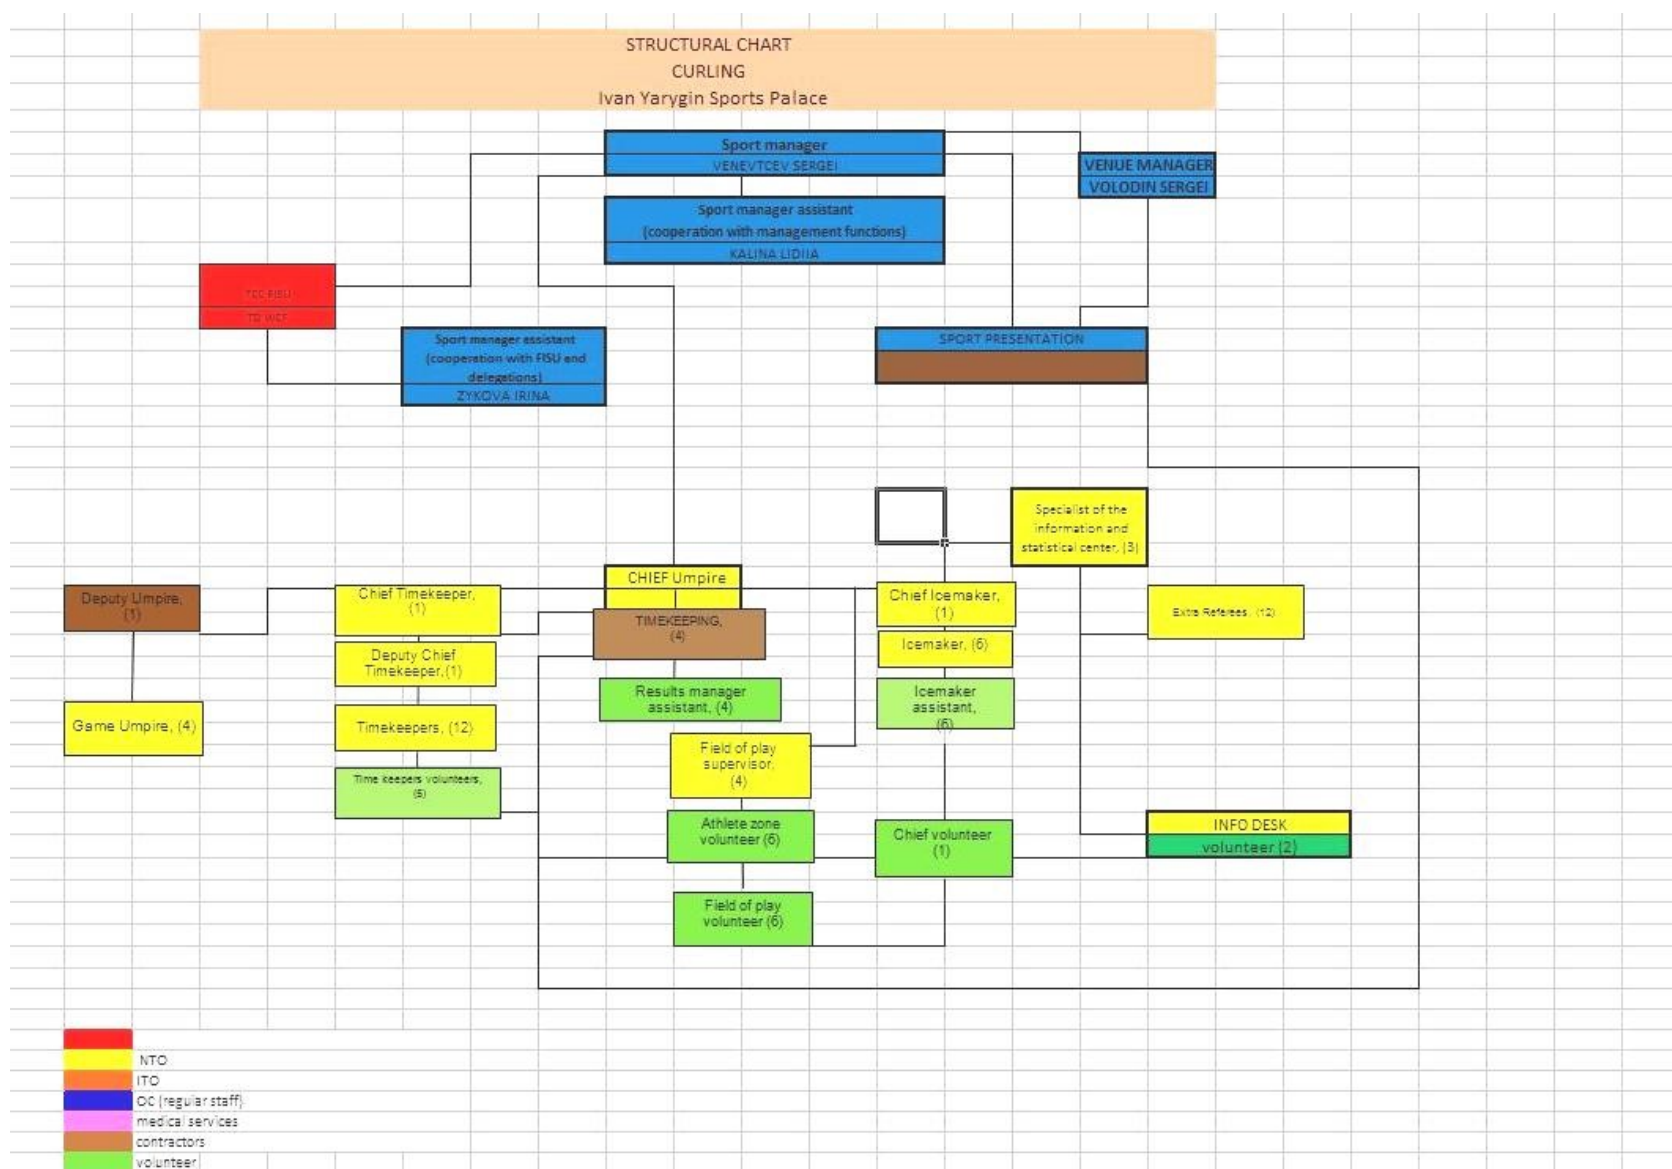 STRUCTURAL CHART
CURLING
Ivan Yarygin Sports Palace
Sport manager
VENEVTCEV SERGEI
VENUE MANAGER
VOLODIN SERGEI
Sport manager assistant
(cooperation with management functions)
KALINA LIDIIA
TCC FISU
TD WCF
Sport manager assistant
(cooperation with FISU and
delegations)
ZYKOVA IRINA
SPORT PRESENTATION
Specialist of the
information and
statistical center, (3)
CHIEF Umpire
Deputy Umpire,
(1)
Chief Timekeeper,
(1)
TIMEKEEPING,
(4)
Chief Icemaker,
(1)
Extra Referees, (12)
Icemaker, (6)
Deputy Chief
Timekeeper,(1)
Results manager
assistant, (4)
Icemaker
assistant,
(6)
Game Umpire, (4)
Timekeepers, (12)
Field of play
supervisor,
(4)
Time keepers volunteers,
(5)
Athlete zone
volunteer (6)
Chief volunteer
(1)
INFO DESK
volunteer (2)
Field of play
volunteer (6)
NTO
ITO
OC (regular staff)
medical services
contractors
volunteer